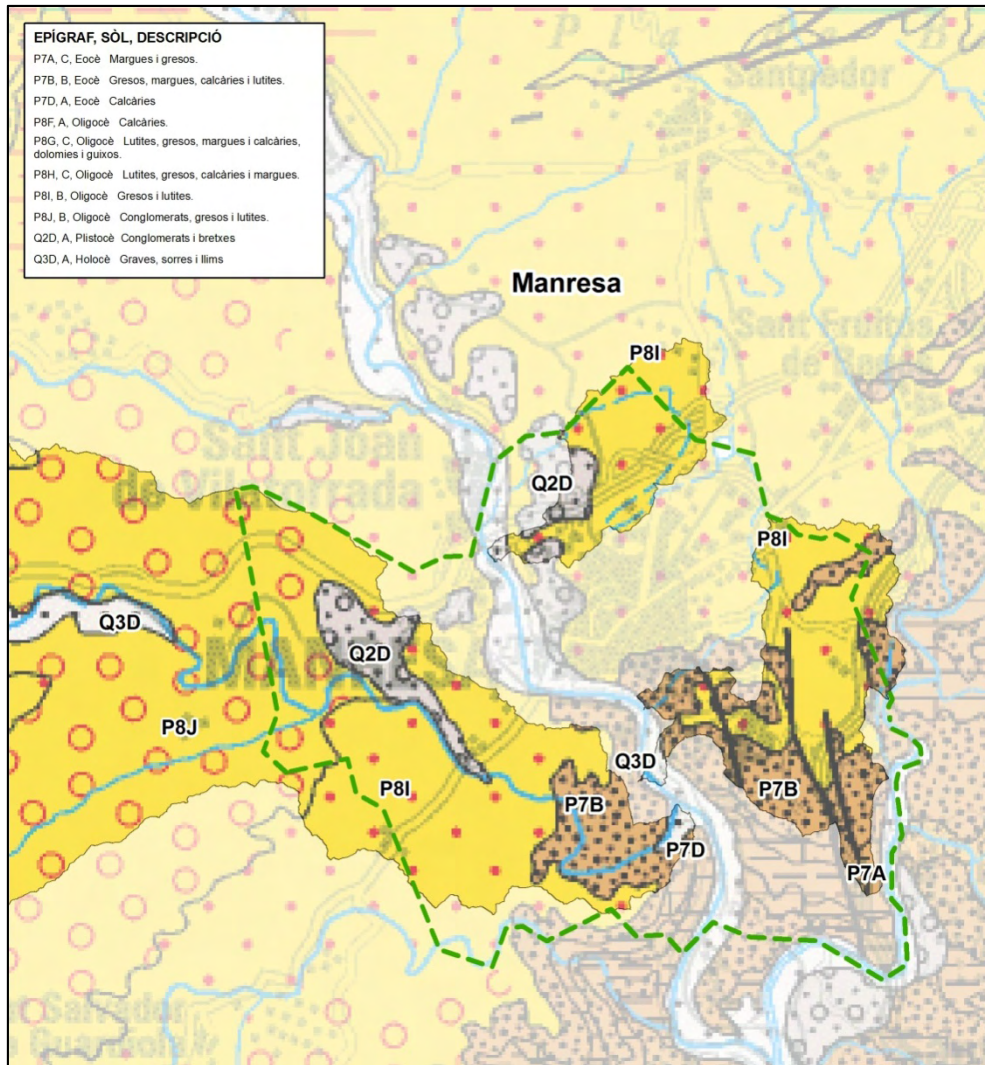 EPÍGRAF, SÒL, DESCRIPCIÓ
P7A, C, Eocè Margues i gresos.
P7B, B, Eocè Gresos, margues, calcàries i lutites.
P7D, A, Eocè Calcàries
P8F, A, Oligocè Calcàries.
P8G, C, Oligocè Lutites, gresos, margues i calcàries,
dolomies i guixos.
P8H, C, Oligocè Lutites, gresos, calcàries i margues.
P8I, B, Oligocè Gresos i lutites.
P8J, B, Oligocè Conglomerats, gresos i lutites.
Q2D, A, Plistocè Conglomerats i bretxes
Q3D, A, Holocè Graves, sorres i llims
Santpedor
Manresa
Sant Fruitós
de Bages
P8I
Sant Joan
de Vilatorrada
Q2D
P8I
Q3D
Q2D
P8J
Q3D
P8I
P7B
P7B
P7D
P7A
Salvador